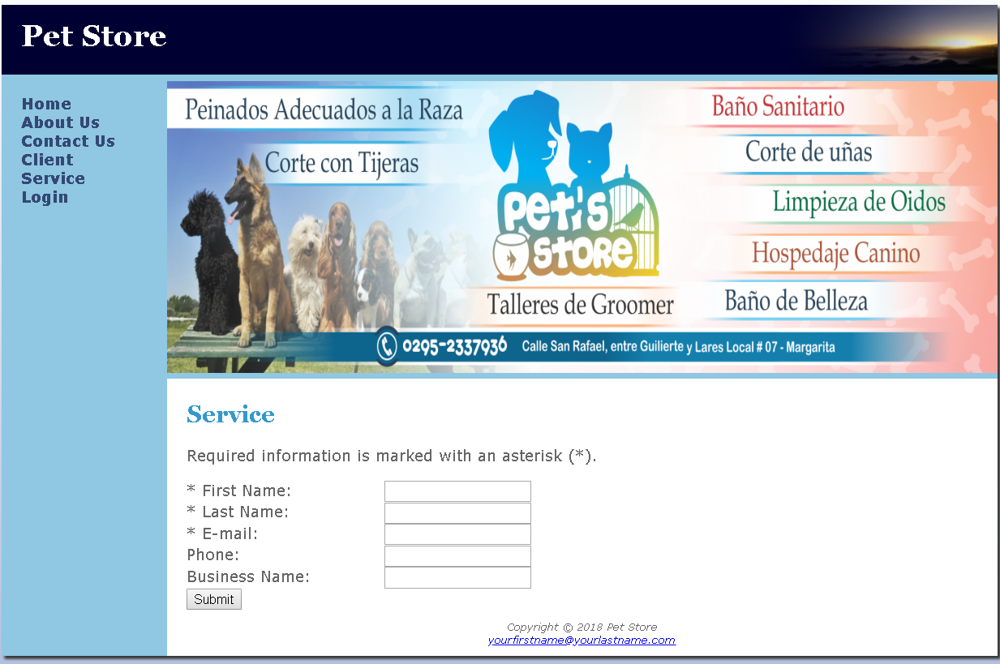 Pet Store
Home
About Us
Contact Us
Client
Service
Login
Peinados Adecuados a la Raza
Corte con Tijeras
Pet's
Store
Talleres de Groomer
Baño Sanitario
Corte de uñas
Limpieza de Oidos
Hospedaje Canino
Baño de Belleza
0295-2337936 Calle San Rafael, entre Guilierte y Lares Local # 07 - Margarita
Service
Required information is marked with an asterisk (*).
* First Name:
* Last Name:
* E-mail:
Phone:
Business Name:
Submit
Copyright © 2018 Pet Store
yourfirstname@yourlastname.com